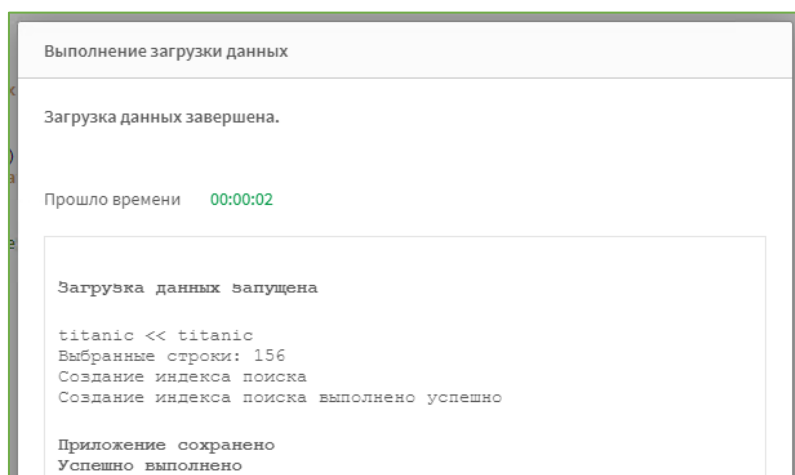 Выполнение загрузки данных
Загрузка данных завершена.
Прошло времени 00:00:02
Загрузка данных запущена
titanic << titanic
Выбранные строки: 156
Создание индекса поиска
Создание индекса поиска выполнено успешно
Приложение сохранено
Успешно выполнено